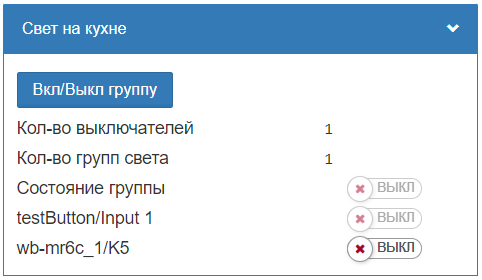 Свет на кухне
Вкл/Выкл группу
Кол-во выключателей 1
Кол-во групп света 1
Состояние группы ВЫКЛ
testButton/Input 1 ВЫКЛ
wb-mr6c_1/K5 ВЫКЛ